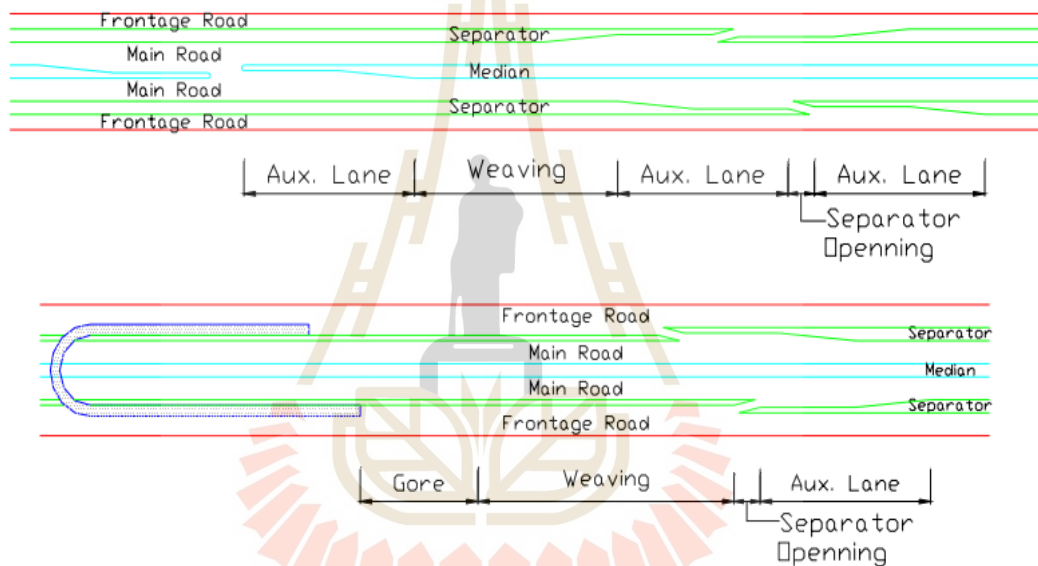 Frontage Road
Separator
Main Road
Median
Main Road
Separator
Frontage Road
Aux. Lane
Weaving
Aux. Lane
Aux. Lane
Separator
Openning
Frontage Road
Separator
Main Road
Median
Main Road
Separator
Frontage Road
Gore
Weaving
Aux. Lane
Separator
Openning